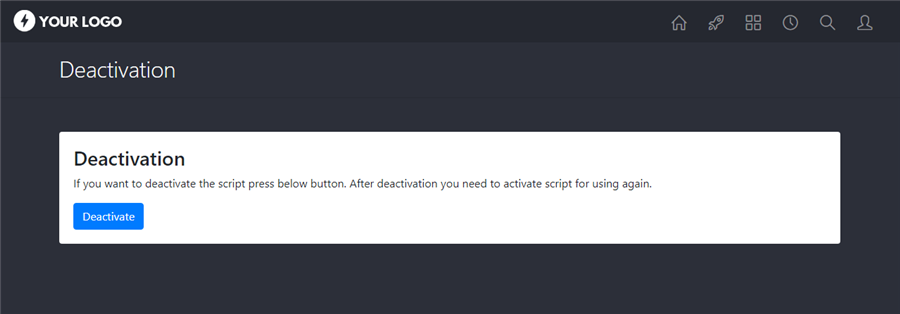 YOUR LOGO
Deactivation
Deactivation
If you want to deactivate the script press below button. After deactivation you need to activate script for using again.
Deactivate